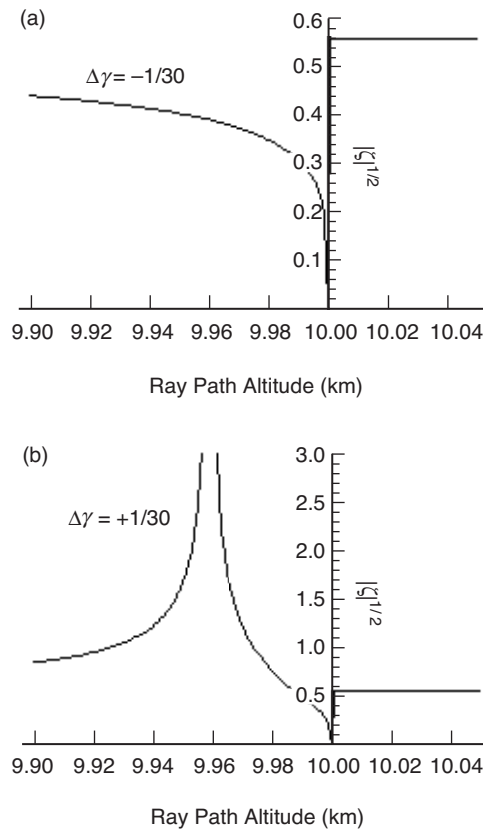 (a)
Δγ = –1/30
0.6
0.5
0.4
0.3
0.2
0.1
|ζ|1/2
9.90 9.92 9.94 9.96 9.98 10.00 10.02 10.04
Ray Path Altitude (km)
(b)
Δγ = +1/30
3.0
2.5
2.0
1.5
1.0
0.5
|ζ|1/2
9.90 9.92 9.94 9.96 9.98 10.00 10.02 10.04
Ray Path Altitude (km)